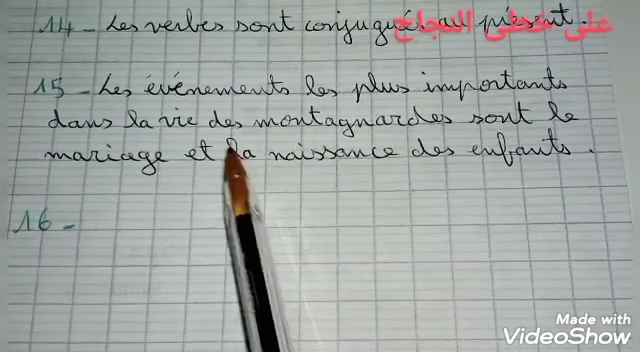 14 - Les verbes sont conjugués au présent.
على خطى النجاح
15 - Les événements les plus importants
dans la vie des montagnardes sont le
mariage et la naissance des enfants.
16 -
Made with
VideoShow